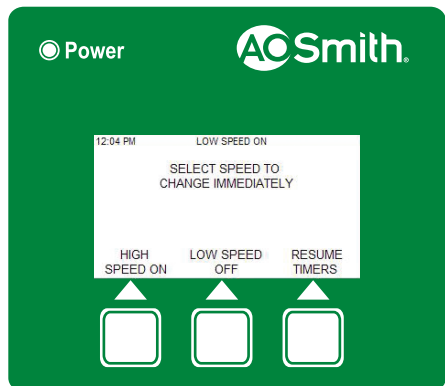 Power
AOSmith®
12:04 PM LOW SPEED ON
SELECT SPEED TO
CHANGE IMMEDIATELY
HIGH LOW SPEED RESUME
SPEED ON OFF TIMERS